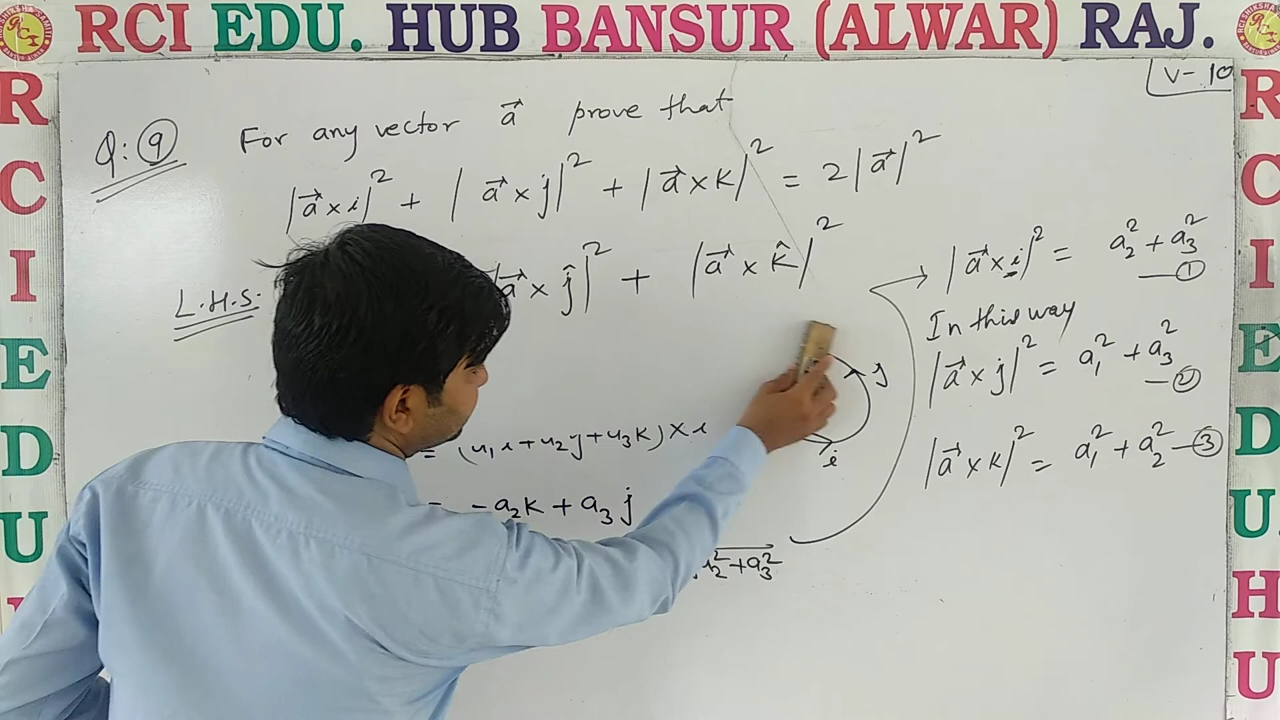 RCI EDU. HUB BANSUR (ALWAR) RAJ.
V-10
Q: 9 For any vector a⃗ prove that
|a⃗×i|² + |a⃗×j|² + |a⃗×k|² = 2|a⃗|²
L.H.S.
|a⃗×ĵ|² + |a⃗×k̂|²
= (a₁i+a₂j+a₃k)×i
= -a₂k + a₃j
a₂²+a₃²
j
i
|a⃗×i|² = a₂²+a₃² —①
In this way
|a⃗×j|² = a₁²+a₃² —②
|a⃗×k|² = a₁²+a₂² —③
R
C
I
E
D
U
R
C
I
E
D
U
H
U